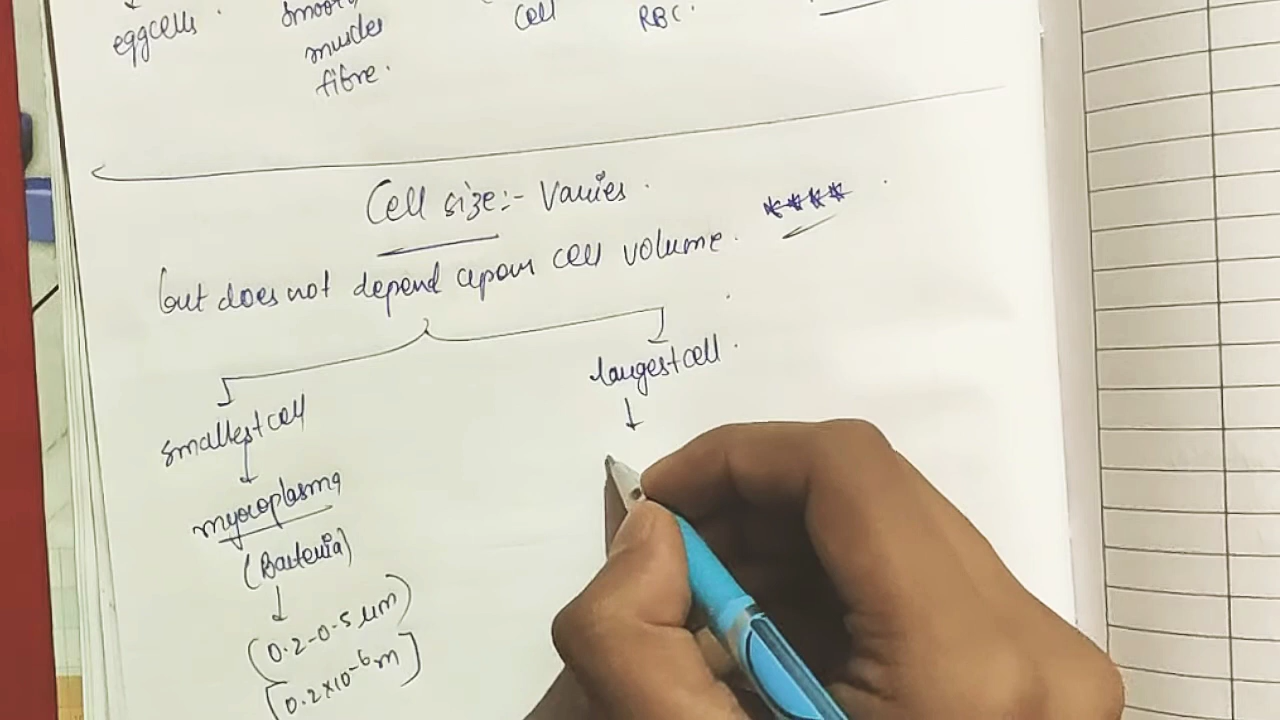 eggcells.
smooth
muscles
fibre.
Cell
RBC.
Cell size:- Varies.
but does not depend upon cell volume. ****
smallest cell
largest cell.
mycoplasma
(Bacteria)
(0.2-0.5 μm)
[0.2×10⁻⁶m]